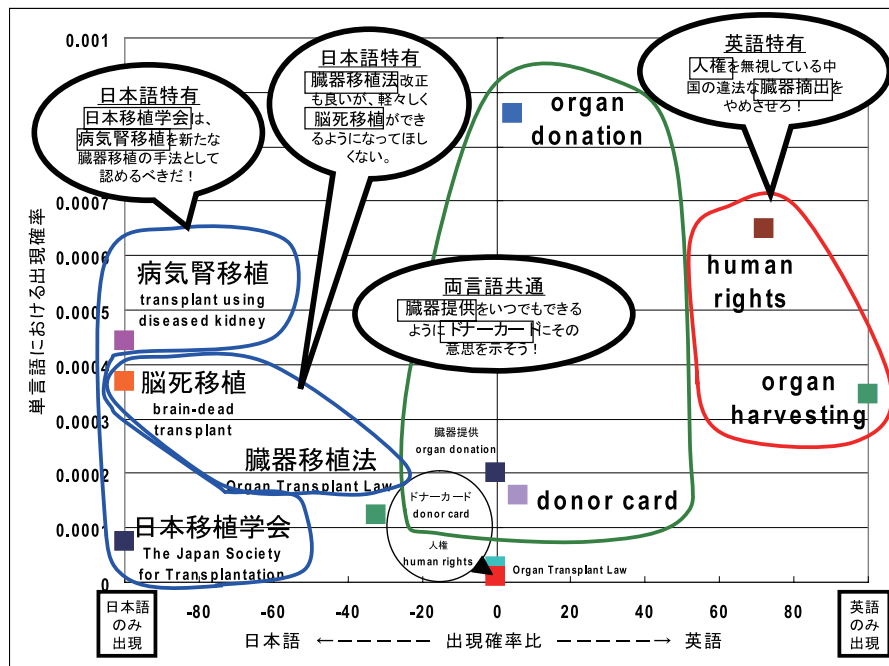 0.001
0.0007
0.0006
0.0005
0.0004
0.0003
0.0002
0.0001
0
単言語における出現確率
日本語特有
日本移植学会は、
病気腎移植を新たな
臓器移植の手法として
認めるべきだ！
日本語特有
臓器移植法改正
も良いが、軽々しく
脳死移植ができ
るようになってほし
くない。
英語特有
人権を無視している中
国の違法な臓器摘出を
やめさせろ！
両言語共通
臓器提供をいつでもできる
ようにドナーカードにその
意思を示そう！
organ
donation
human
rights
organ
harvesting
donor card
病気腎移植
transplant using
diseased kidney
脳死移植
brain-dead
transplant
臓器移植法
Organ Transplant Law
日本移植学会
The Japan Society
for Transplantation
臓器提供
organ donation
ドナーカード
donor card
人権
human rights
Organ Transplant Law
-80 -60 -40 -20 0 20 40 60 80
日本語
のみ
出現
日本語 ←－－－－－ 出現確率比 －－－－－→ 英語
英語
のみ
出現